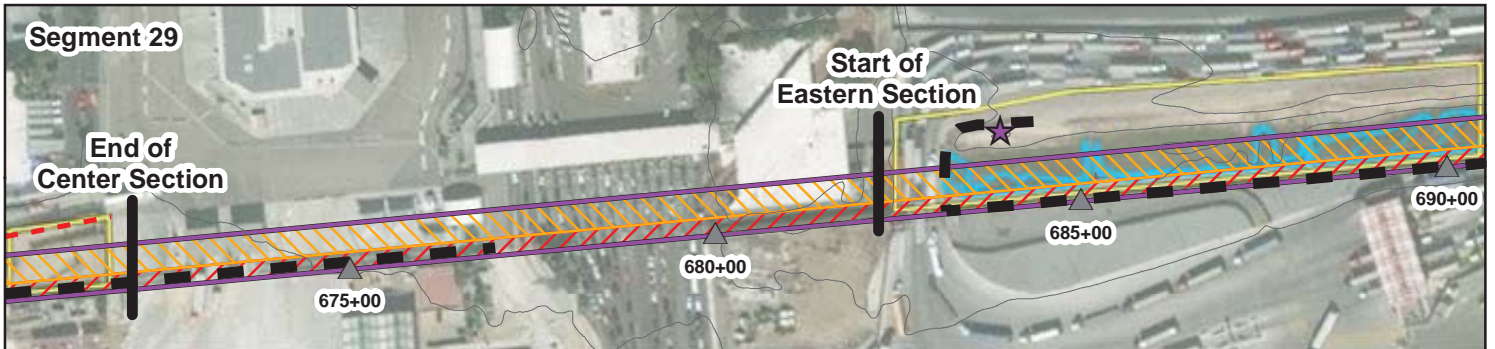 Segment 29
End of
Center Section
Start of
Eastern Section
675+00
680+00
685+00
690+00